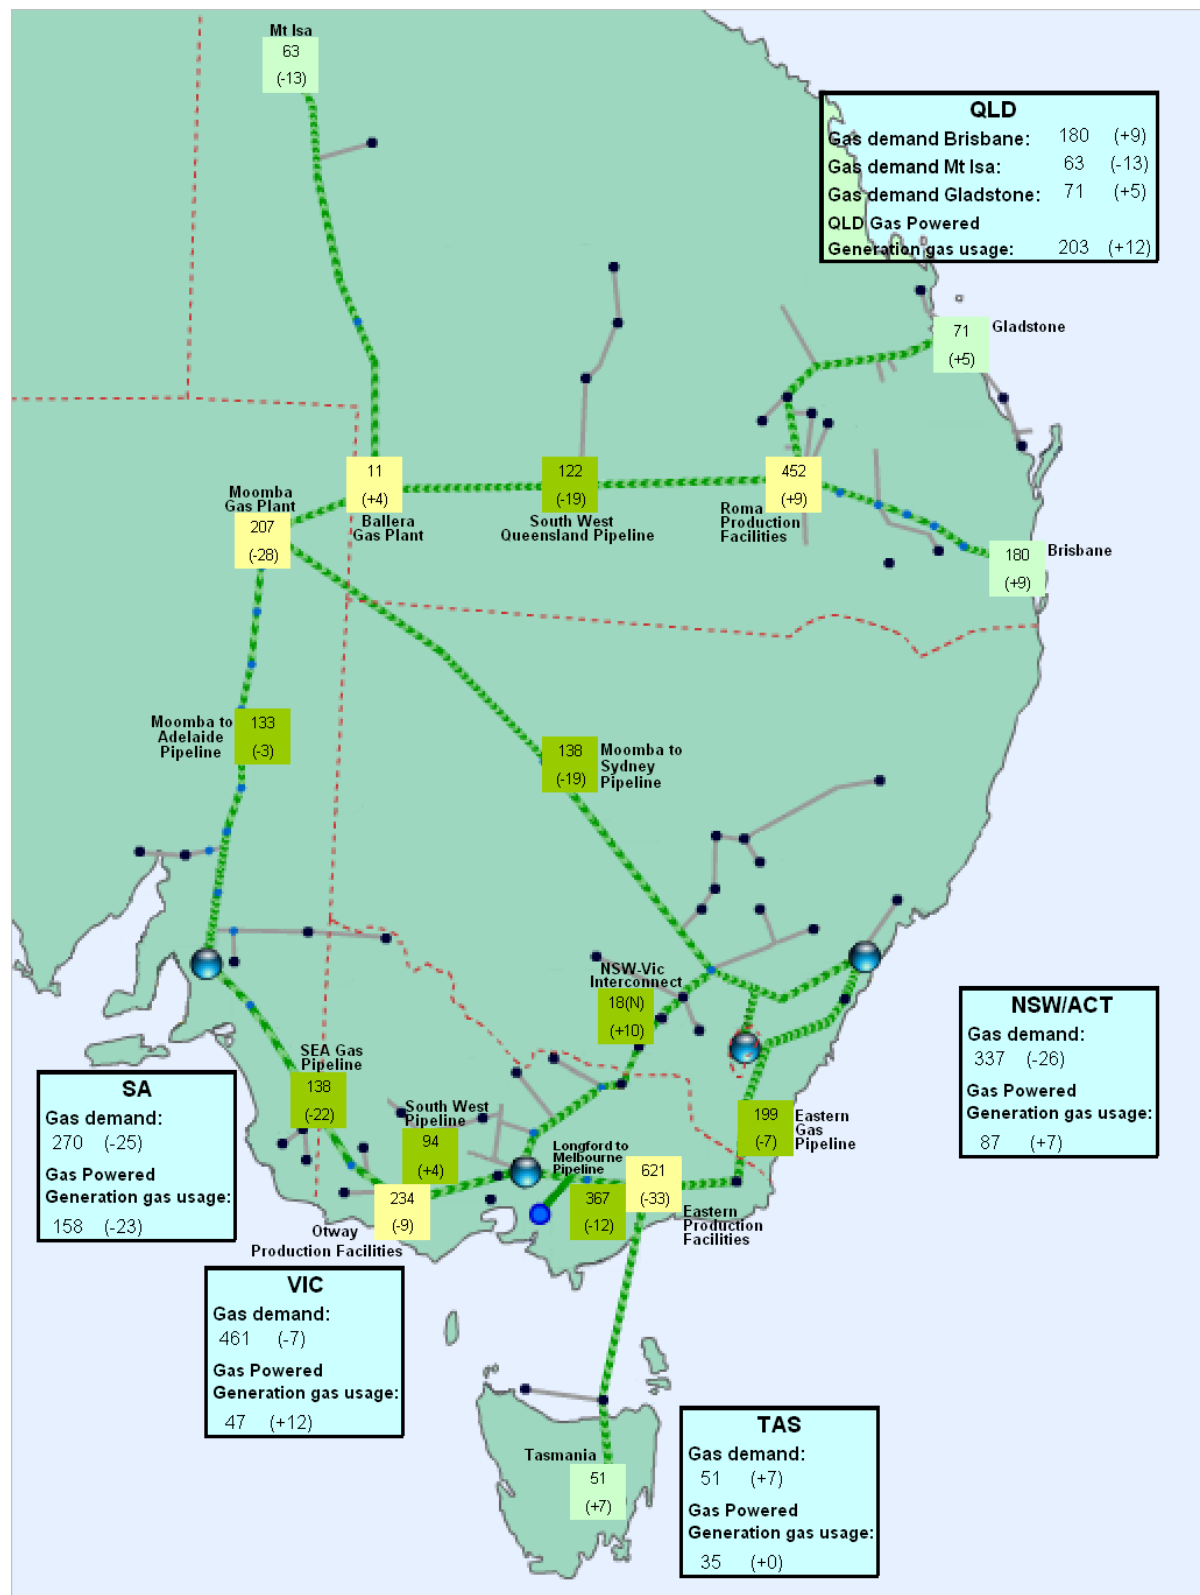 Mt Isa
63
(-13)
QLD
Gas demand Brisbane: 180 (+9)
Gas demand Mt Isa: 63 (-13)
Gas demand Gladstone: 71 (+5)
QLD Gas Powered
Generation gas usage: 203 (+12)
71
(+5)
Gladstone
Moomba
Gas Plant
207
(-28)
11
(+4)
Ballera
Gas Plant
122
(-19)
South West
Queensland Pipeline
452
(+9)
Roma
Production
Facilities
180
(+9)
Brisbane
Moomba to
Adelaide
Pipeline
133
(-3)
138
(-19)
Moomba to
Sydney
Pipeline
NSW-Vic
Interconnect
18(N)
(+10)
NSW/ACT
Gas demand:
337 (-26)
Gas Powered
Generation gas usage:
87 (+7)
SEA Gas
Pipeline
138
(-22)
South West
Pipeline
94
(+4)
Longford to
Melbourne
Pipeline
367
(-12)
199
(-7)
Eastern
Gas
Pipeline
621
(-33)
Eastern
Production
Facilities
234
(-9)
Otway
Production Facilities
SA
Gas demand:
270 (-25)
Gas Powered
Generation gas usage:
158 (-23)
VIC
Gas demand:
461 (-7)
Gas Powered
Generation gas usage:
47 (+12)
Tasmania
51
(+7)
TAS
Gas demand:
51 (+7)
Gas Powered
Generation gas usage:
35 (+0)